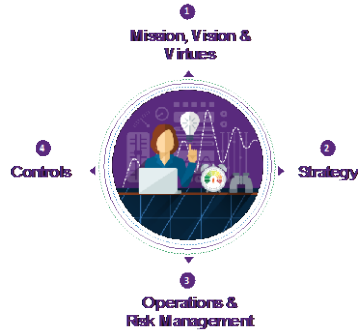 1
Mission, Vision &
Virtues
4
Controls
2
Strategy
3
Operations &
Risk Management